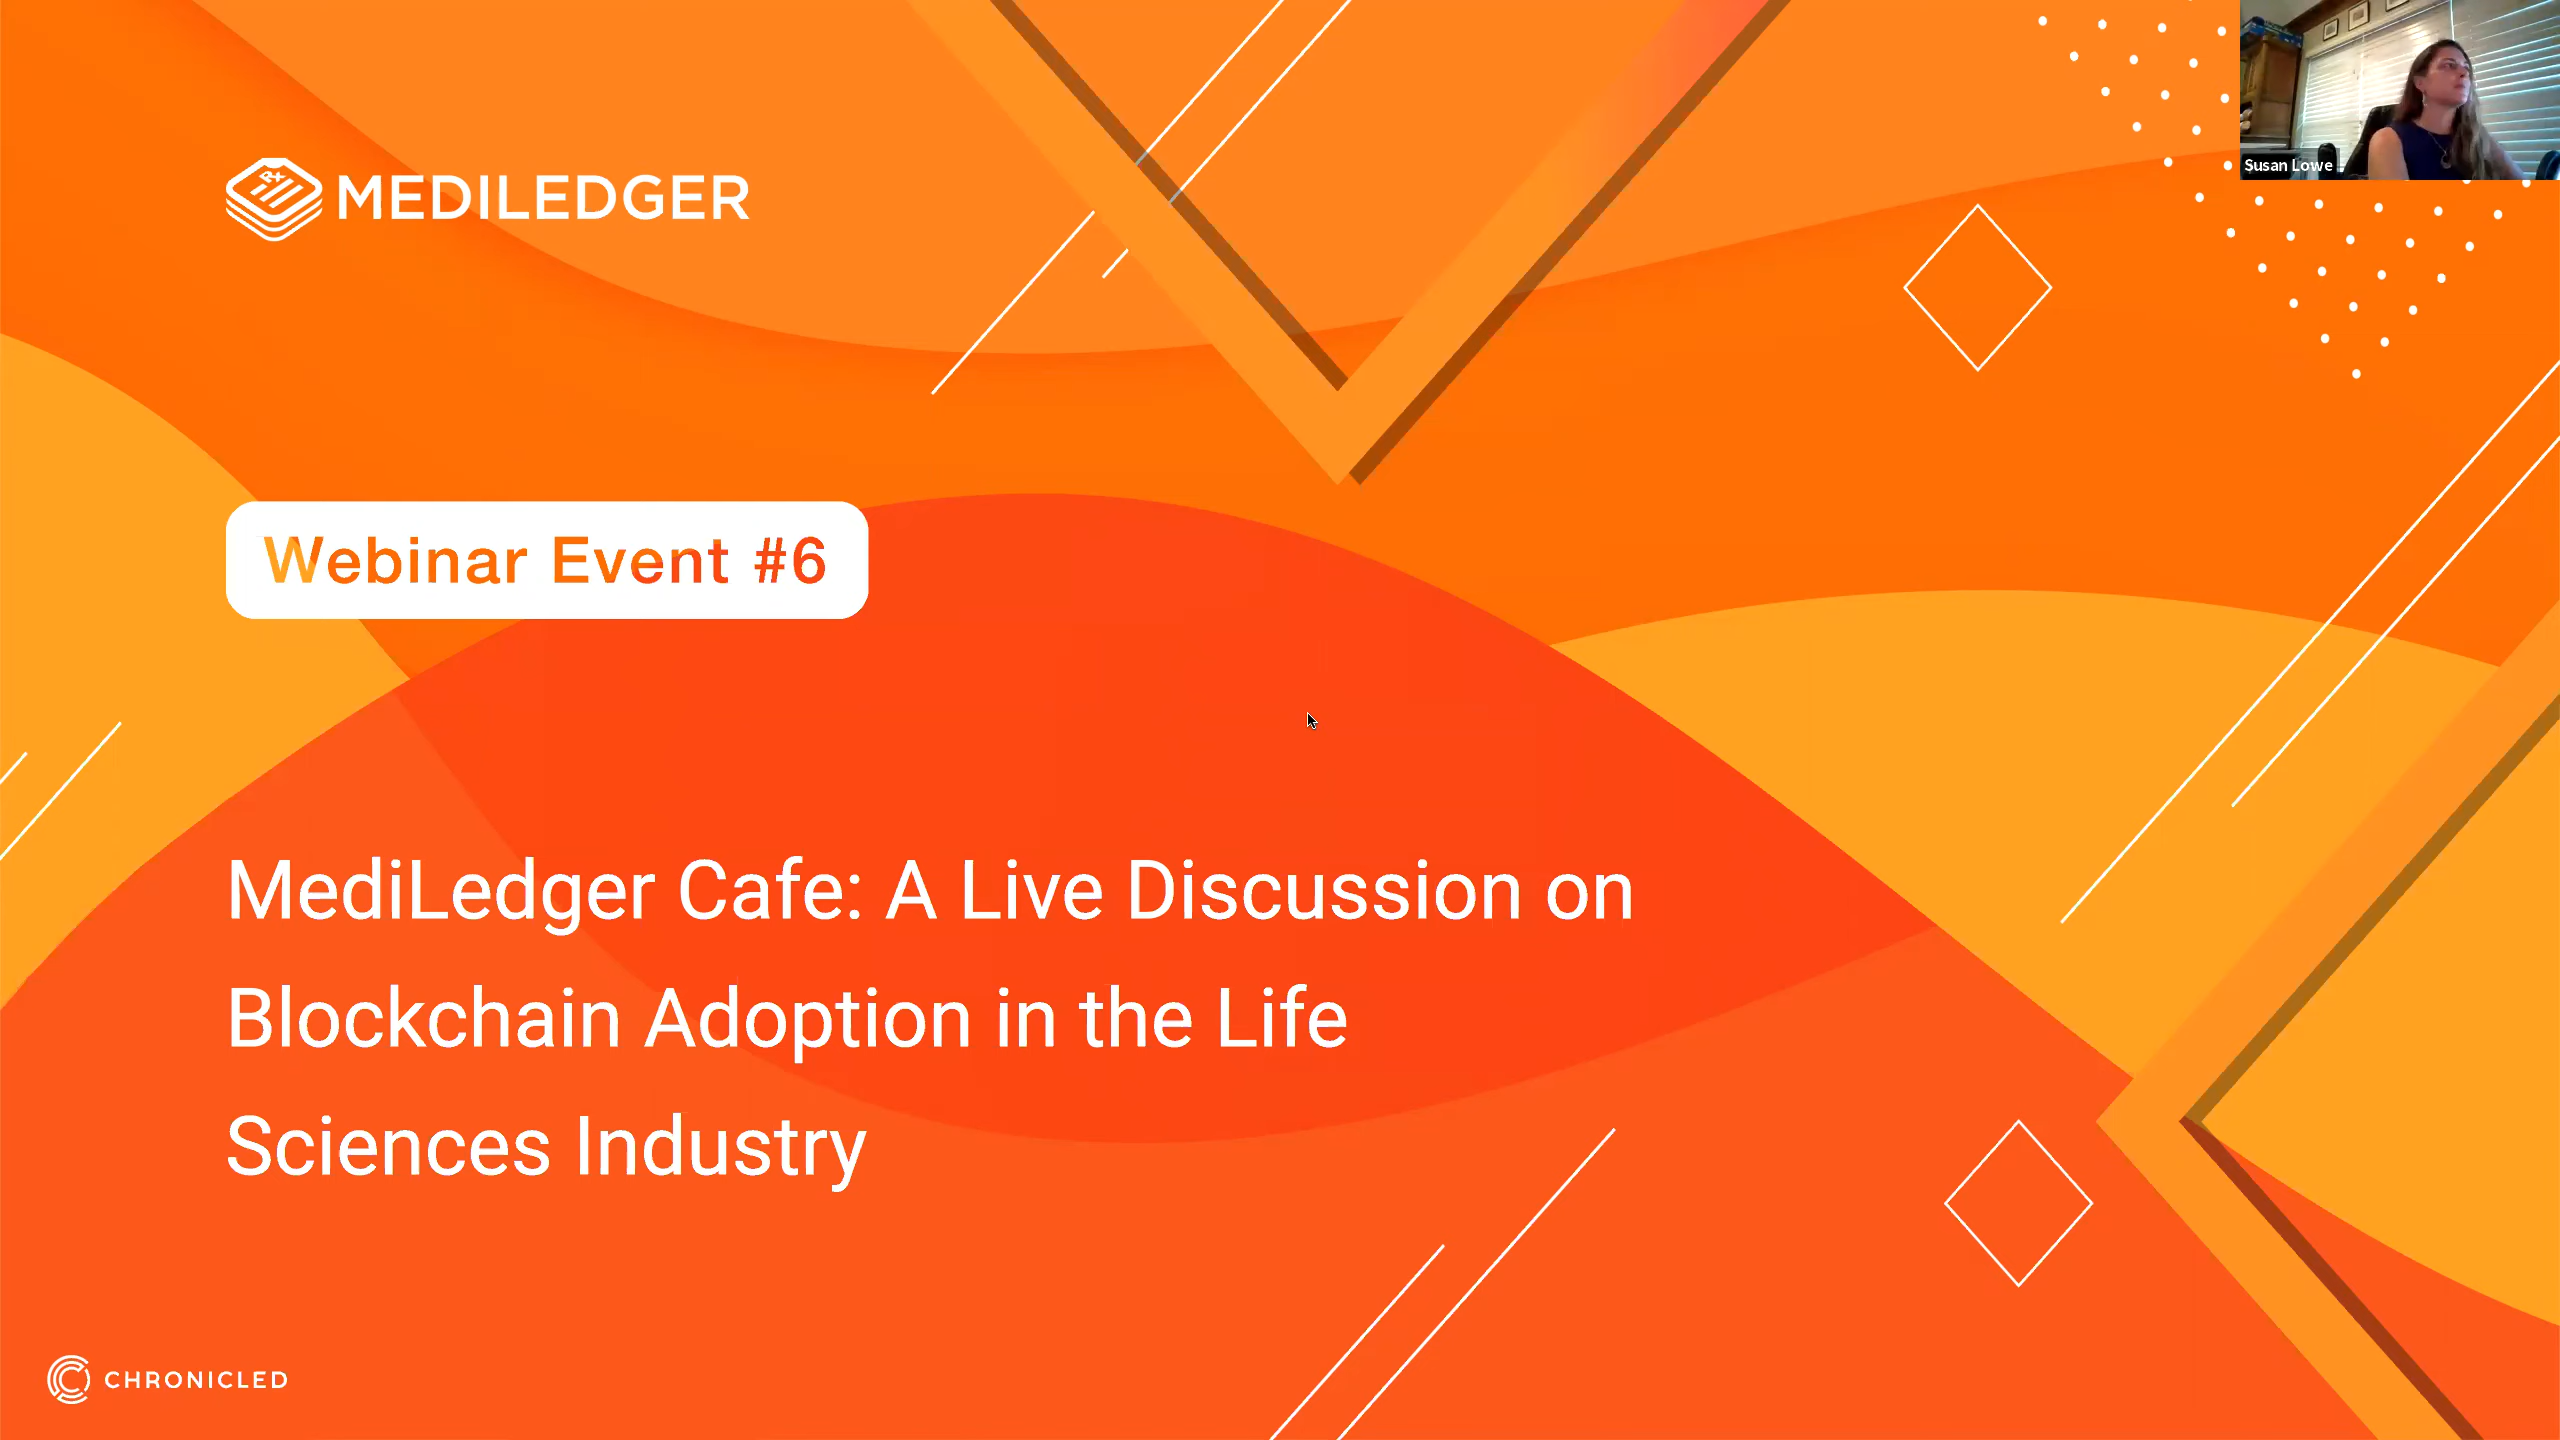 MEDILEDGER
Susan Lowe
Webinar Event #6
MediLedger Cafe: A Live Discussion on
Blockchain Adoption in the Life
Sciences Industry
CHRONICLED